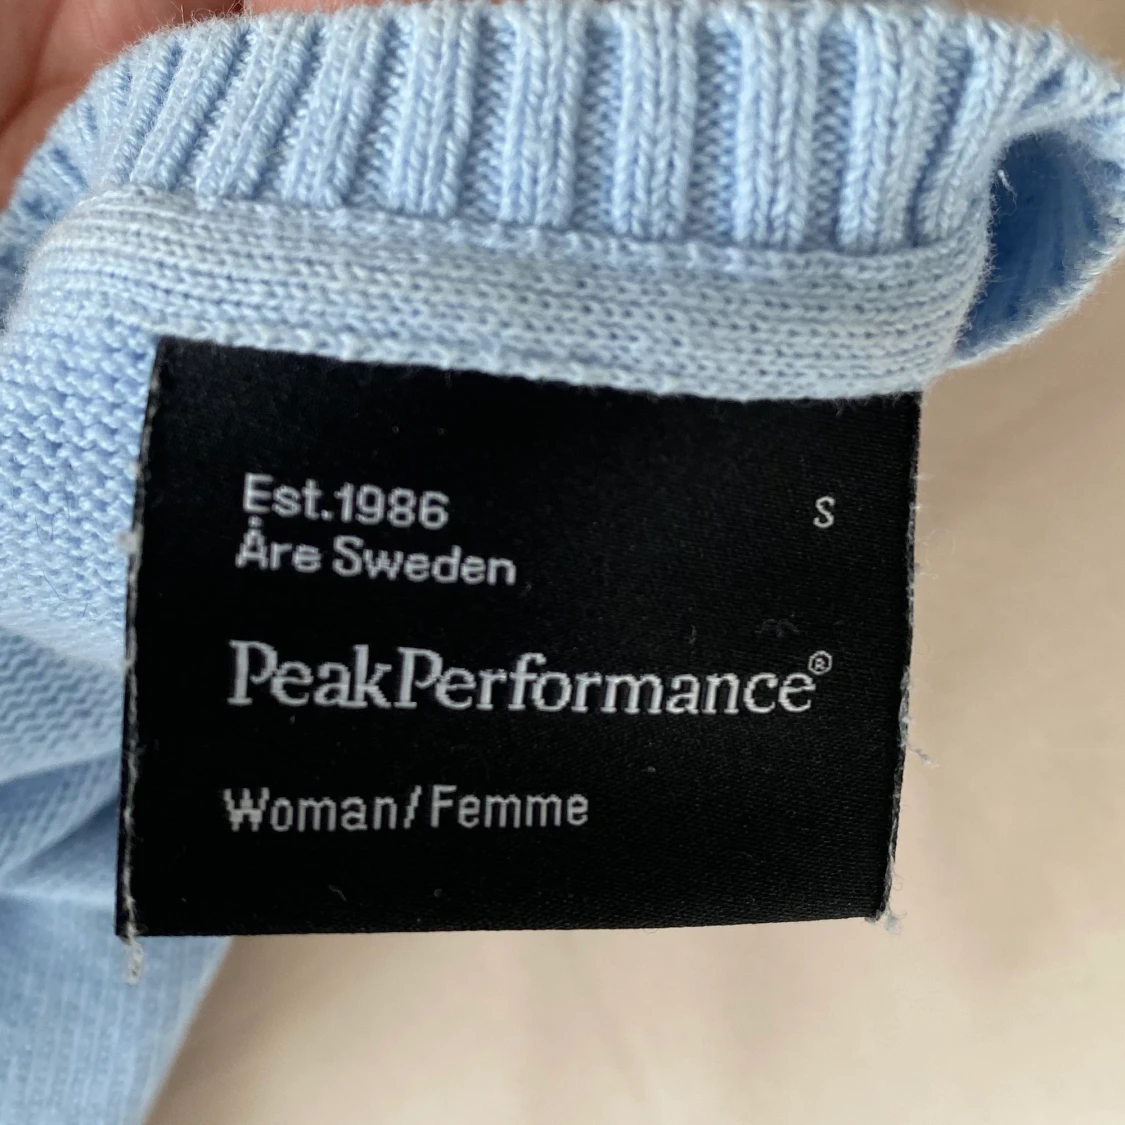 Est.1986
S
Åre Sweden
PeakPerformance®
Woman/Femme